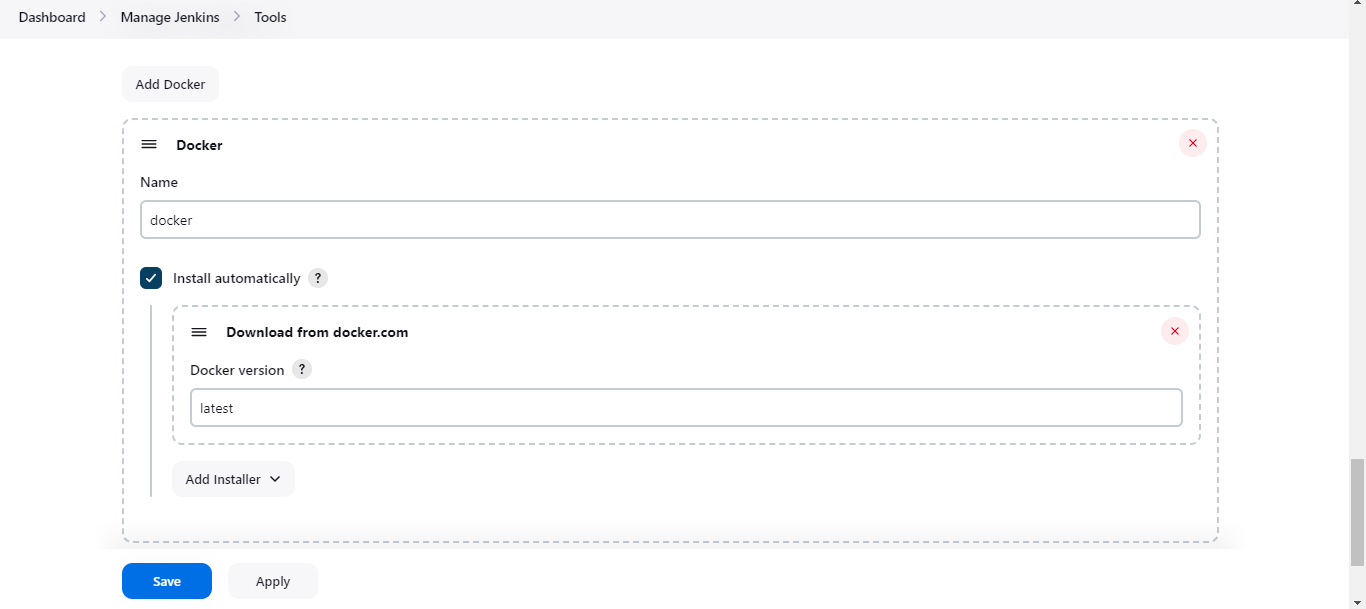 Dashboard > Manage Jenkins > Tools
Add Docker
Docker
Name
docker
Install automatically ?
Download from docker.com
Docker version ?
latest
Add Installer
Save Apply